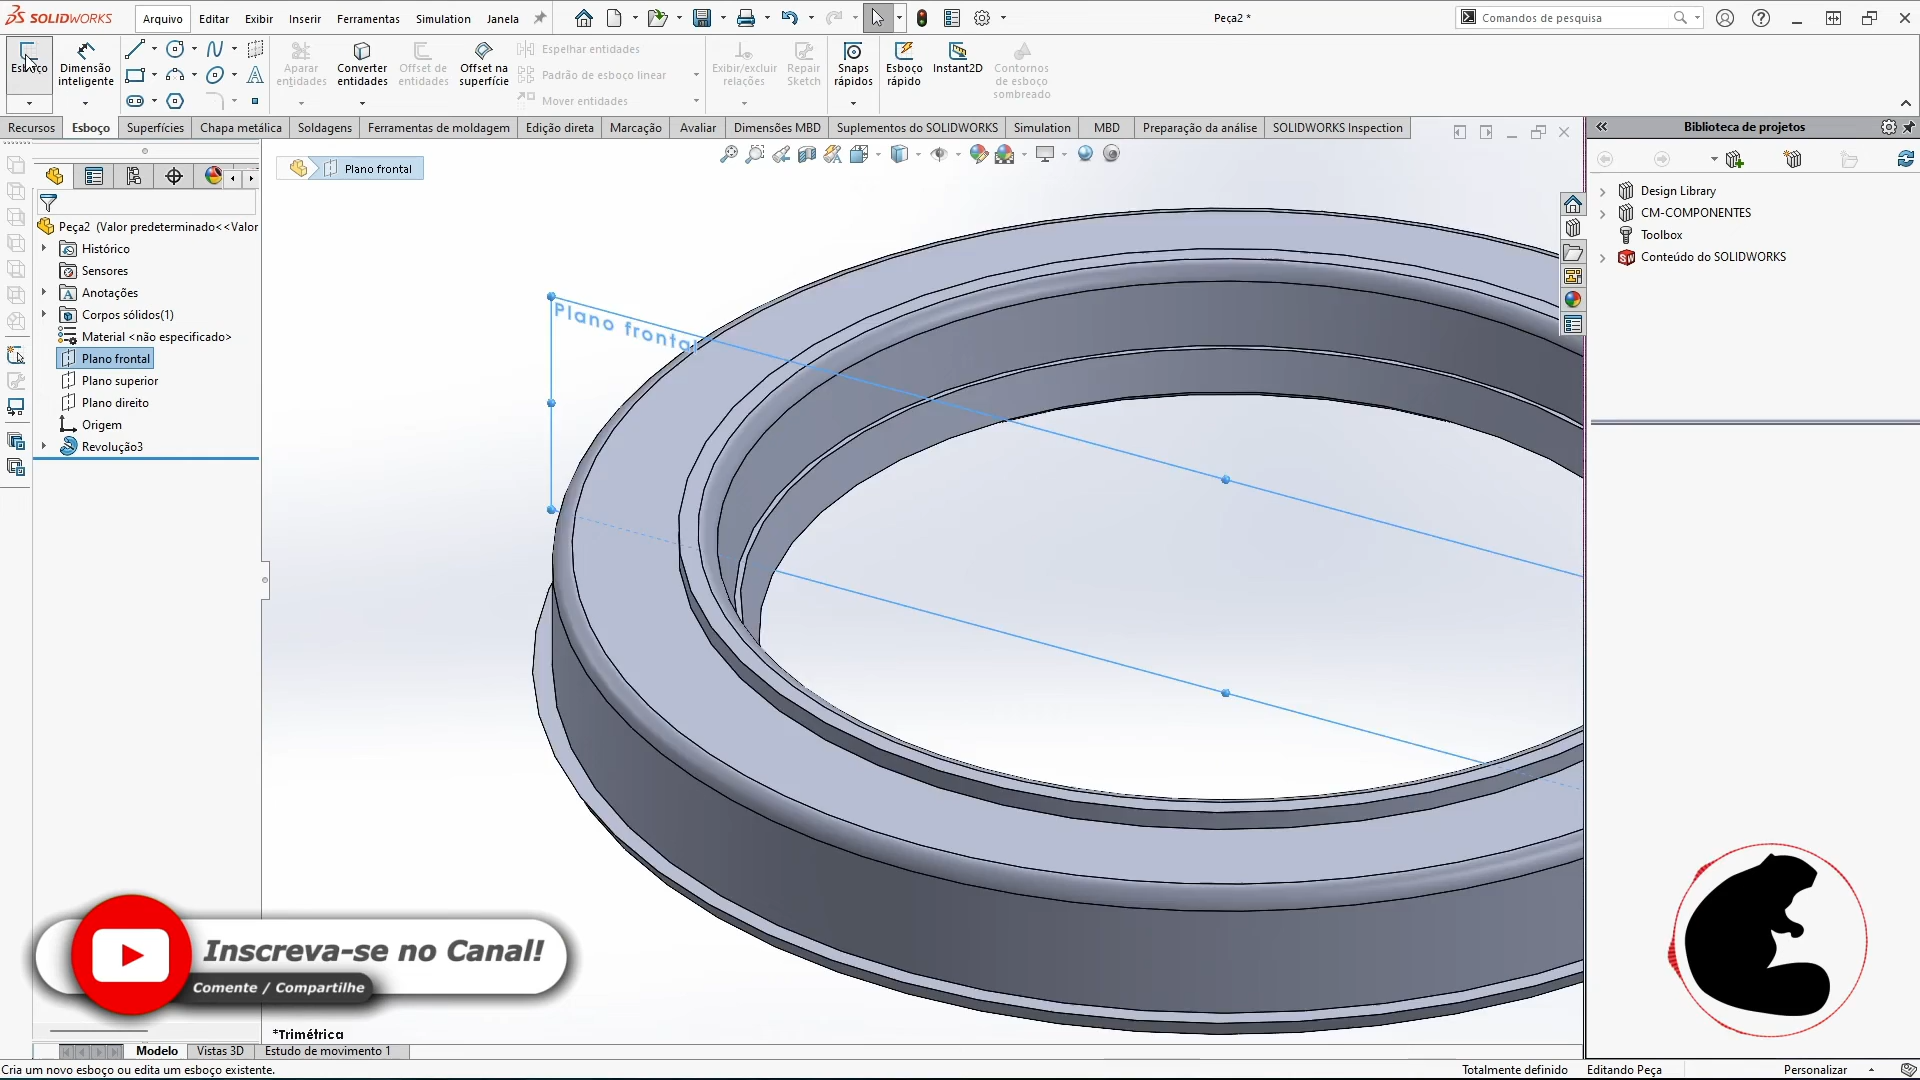 SOLIDWORKS
Arquivo
Editar
Exibir
Inserir
Ferramentas
Simulation
Janela
Peça2 *
Comandos de pesquisa
Esboço
Dimensão inteligente
Aparar entidades
Converter entidades
Offset de entidades
Offset na superfície
Espelhar entidades
Padrão de esboço linear
Mover entidades
Exibir/excluir relações
Repair Sketch
Snaps rápidos
Esboço rápido
Instant2D
Contornos de esboço sombreado
Recursos
Esboço
Superfícies
Chapa metálica
Soldagens
Ferramentas de moldagem
Edição direta
Marcação
Avaliar
Dimensões MBD
Suplementos do SOLIDWORKS
Simulation
MBD
Preparação da análise
SOLIDWORKS Inspection
Plano frontal
Peça2 (Valor predeterminado<<Valor
Histórico
Sensores
Anotações
Corpos sólidos(1)
Material <não especificado>
Plano frontal
Plano superior
Plano direito
Origem
Revolução3
Plano frontal
Biblioteca de projetos
Design Library
CM-COMPONENTES
Toolbox
Conteúdo do SOLIDWORKS
Inscreva-se no Canal!
Comente / Compartilhe
*Trimétrica
Modelo
Vistas 3D
Estudo de movimento 1
Cria um novo esboço ou edita um esboço existente.
Totalmente definido
Editando Peça
Personalizar